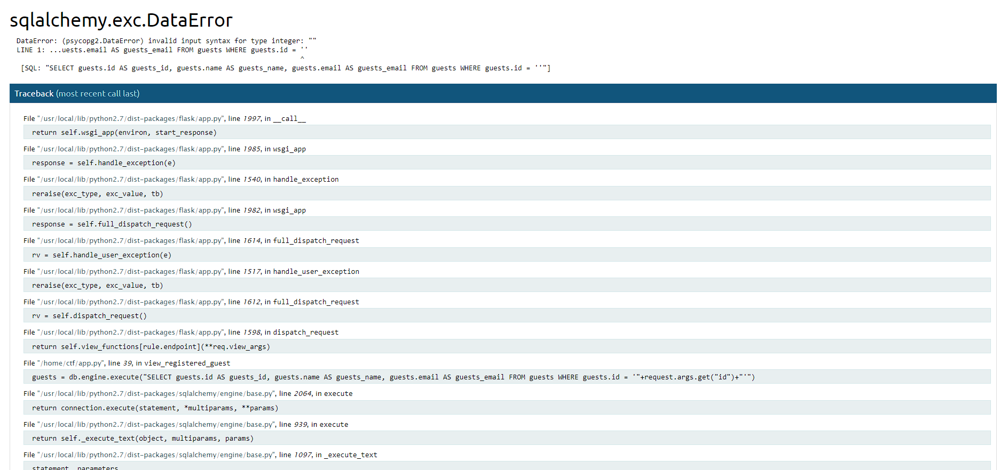 sqlalchemy.exc.DataError
DataError: (psycopg2.DataError) invalid input syntax for type integer: ""
LINE 1: ...uests.email AS guests_email FROM guests WHERE guests.id = ''
^
[SQL: "SELECT guests.id AS guests_id, guests.name AS guests_name, guests.email AS guests_email FROM guests WHERE guests.id = ''"]
Traceback (most recent call last)
File "/usr/local/lib/python2.7/dist-packages/flask/app.py", line 1997, in __call__
return self.wsgi_app(environ, start_response)
File "/usr/local/lib/python2.7/dist-packages/flask/app.py", line 1985, in wsgi_app
response = self.handle_exception(e)
File "/usr/local/lib/python2.7/dist-packages/flask/app.py", line 1540, in handle_exception
reraise(exc_type, exc_value, tb)
File "/usr/local/lib/python2.7/dist-packages/flask/app.py", line 1982, in wsgi_app
response = self.full_dispatch_request()
File "/usr/local/lib/python2.7/dist-packages/flask/app.py", line 1614, in full_dispatch_request
rv = self.handle_user_exception(e)
File "/usr/local/lib/python2.7/dist-packages/flask/app.py", line 1517, in handle_user_exception
reraise(exc_type, exc_value, tb)
File "/usr/local/lib/python2.7/dist-packages/flask/app.py", line 1612, in full_dispatch_request
rv = self.dispatch_request()
File "/usr/local/lib/python2.7/dist-packages/flask/app.py", line 1598, in dispatch_request
return self.view_functions[rule.endpoint](**req.view_args)
File "/home/ctf/app.py", line 39, in view_registered_guest
guests = db.engine.execute("SELECT guests.id AS guests_id, guests.name AS guests_name, guests.email AS guests_email FROM guests WHERE guests.id = '"+request.args.get("id")+"'")
File "/usr/local/lib/python2.7/dist-packages/sqlalchemy/engine/base.py", line 2064, in execute
return connection.execute(statement, *multiparams, **params)
File "/usr/local/lib/python2.7/dist-packages/sqlalchemy/engine/base.py", line 939, in execute
return self._execute_text(object, multiparams, params)
File "/usr/local/lib/python2.7/dist-packages/sqlalchemy/engine/base.py", line 1097, in _execute_text
statement, parameters